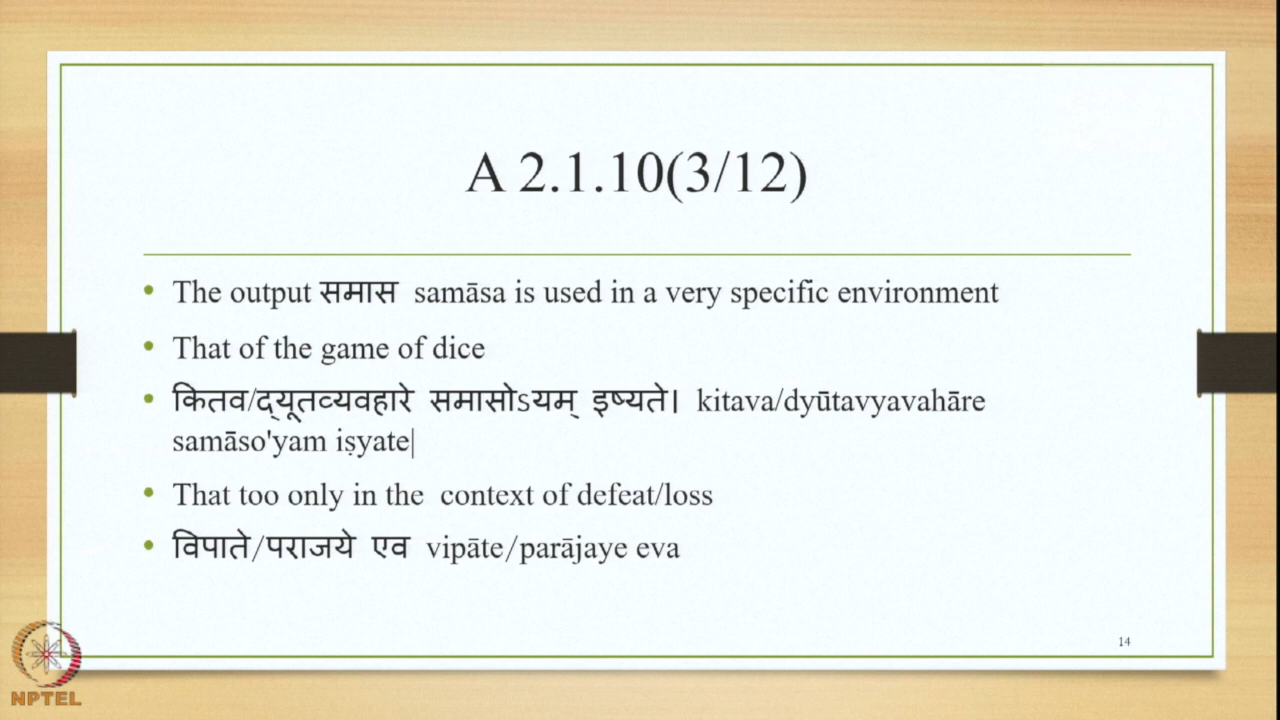 A 2.1.10(3/12)
• The output समास samāsa is used in a very specific environment
• That of the game of dice
• कितव/द्यूतव्यवहारे समासोऽयम् इष्यते। kitava/dyūtavyavahāre
samāso'yam iṣyate|
• That too only in the context of defeat/loss
• विपाते/पराजये एव vipāte/parājaye eva
14
NPTEL